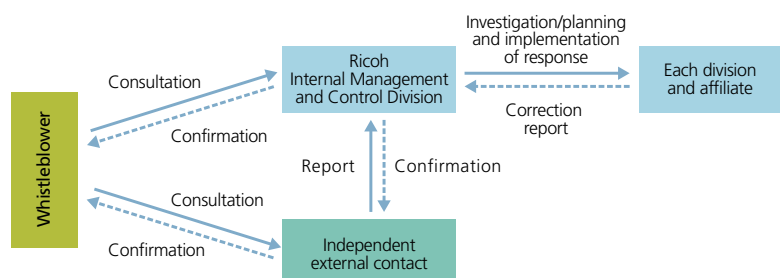 Whistleblower
Consultation
Confirmation
Consultation
Confirmation
Ricoh
Internal Management
and Control Division
Report
Confirmation
Independent
external contact
Investigation/planning
and implementation
of response
Correction
report
Each division
and affiliate